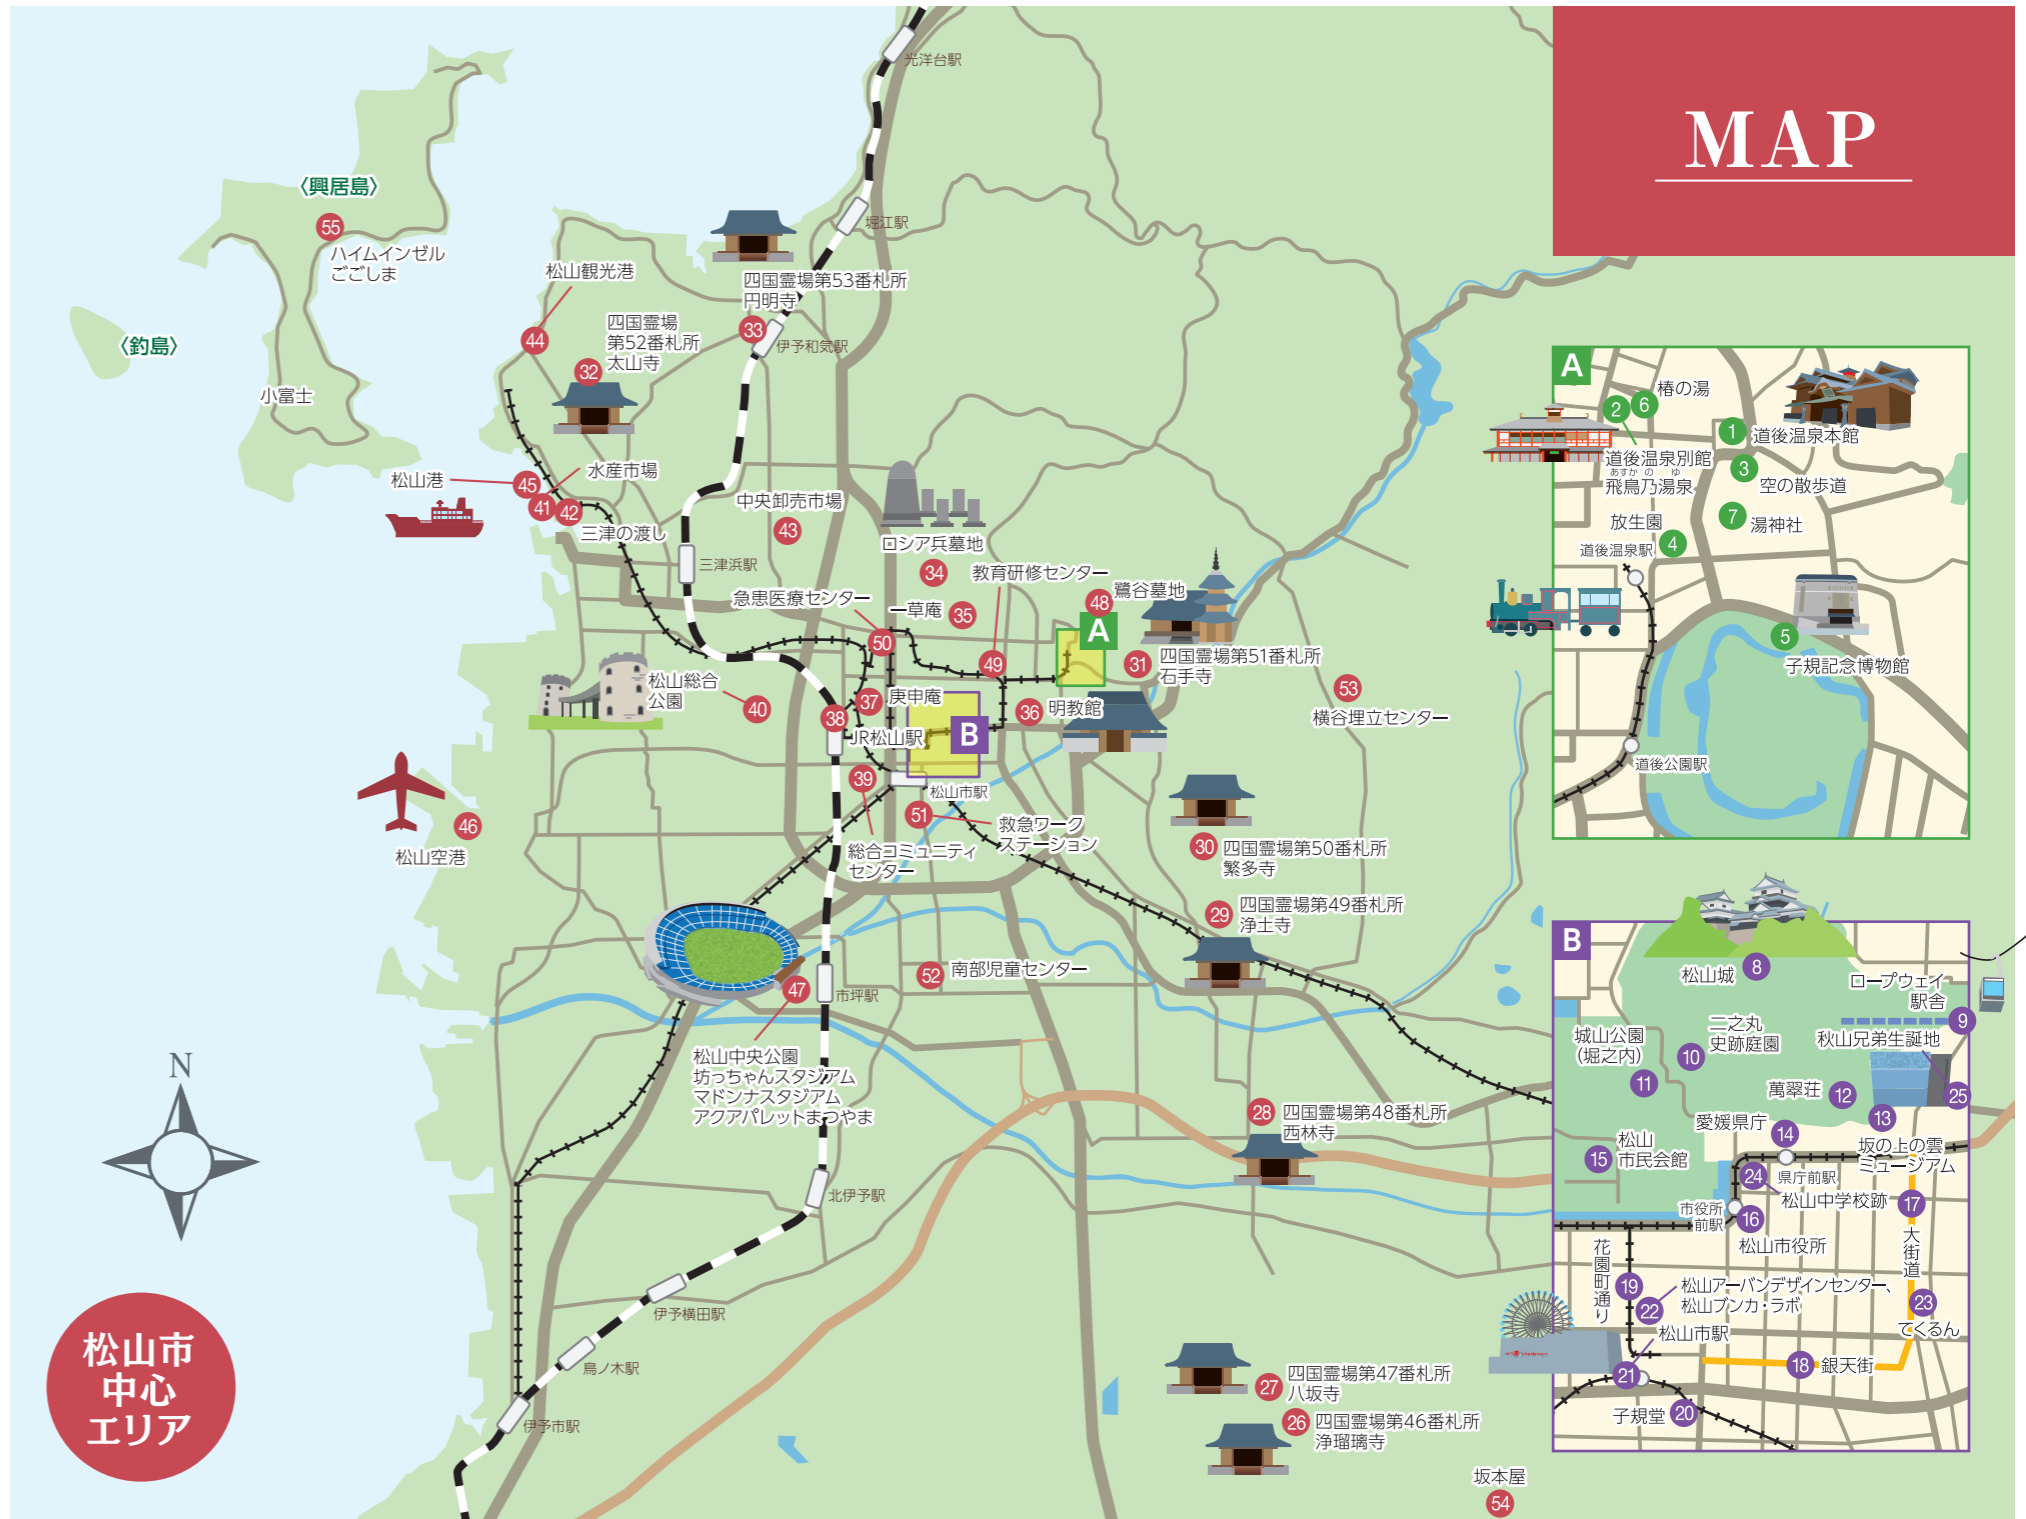 MAP
光洋台駅
〈興居島〉
55
ハイムインゼル
ごごしま
堀江駅
松山観光港
四国霊場第53番札所
円明寺
33
伊予和気駅
四国霊場
第52番札所
太山寺
44
32
〈釣島〉
小富士
松山港
45
水産市場
41
42
三津の渡し
中央卸売市場
43
三津浜駅
ロシア兵墓地
34
教育研修センター
急患医療センター
一草庵
35
鷺谷墓地
48
A
50
49
31
四国霊場第51番札所
石手寺
松山総合
公園
40
37
庚申庵
38
JR松山駅
B
36
明教館
53
横谷埋立センター
39
松山市駅
51
救急ワーク
ステーション
総合コミュニティ
センター
46
松山空港
30
四国霊場第50番札所
繁多寺
29
四国霊場第49番札所
浄土寺
47
市坪駅
52
南部児童センター
松山中央公園
坊っちゃんスタジアム
マドンナスタジアム
アクアパレットまつやま
28
四国霊場第48番札所
西林寺
北伊予駅
伊予横田駅
鳥ノ木駅
伊予市駅
27
四国霊場第47番札所
八坂寺
26
四国霊場第46番札所
浄瑠璃寺
坂本屋
54
N
松山市
中心
エリア
A
椿の湯
2
6
1
道後温泉本館
道後温泉別館
あすか の ゆ
飛鳥乃湯泉
3
空の散歩道
7
湯神社
放生園
4
道後温泉駅
5
子規記念博物館
道後公園駅
B
松山城
8
ロープウェイ
駅舎
9
城山公園
（堀之内）
11
二之丸
史跡庭園
10
秋山兄弟生誕地
25
萬翠荘
12
13
坂の上の雲
ミュージアム
愛媛県庁
14
松山
市民会館
15
24
県庁前駅
松山中学校跡
市役所
前駅
16
松山市役所
17
大街道
花園町通り
19
22
松山アーバンデザインセンター、
松山ブンカ・ラボ
23
てくるん
松山市駅
21
18
銀天街
子規堂
20